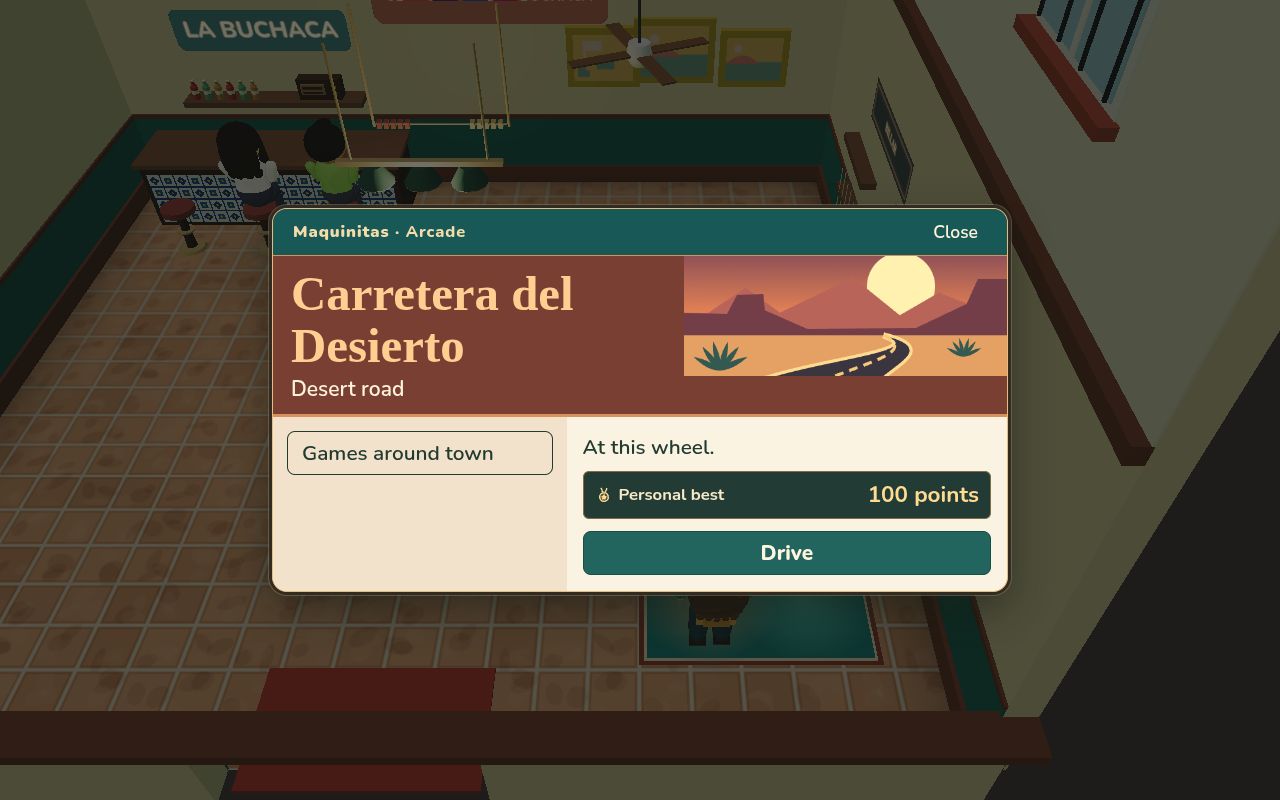 LA BUCHACA
Maquinitas · Arcade
Close
Carretera del
Desierto
Desert road
Games around town
At this wheel.
Personal best
100 points
Drive